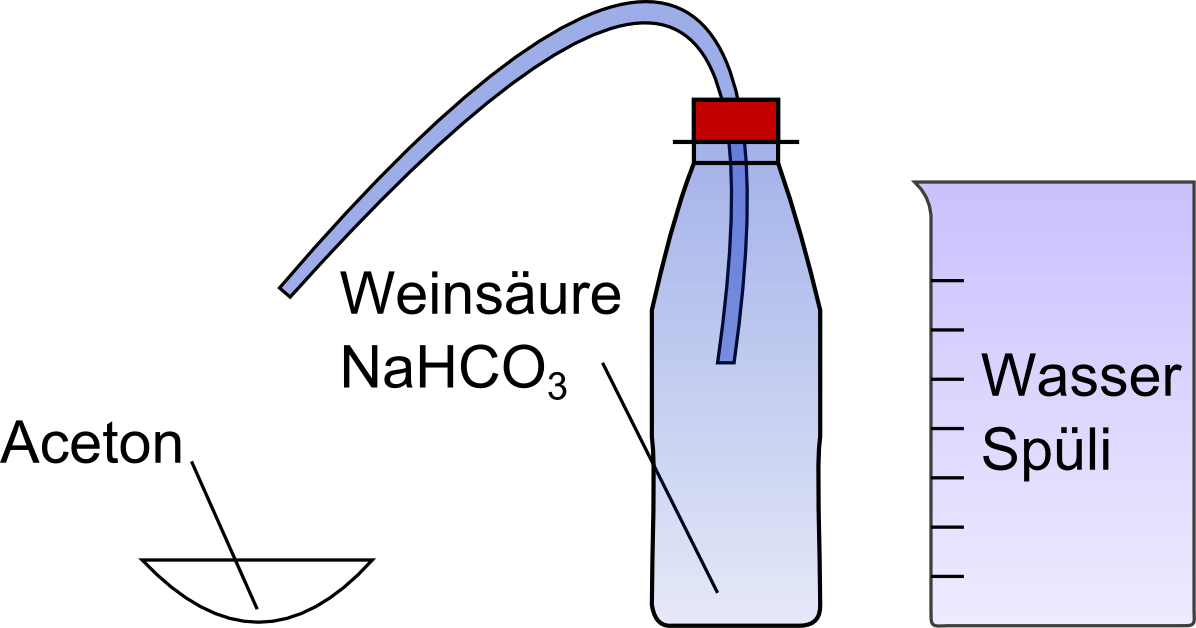 Weinsäure
NaHCO₃
Aceton
Wasser
Spüli